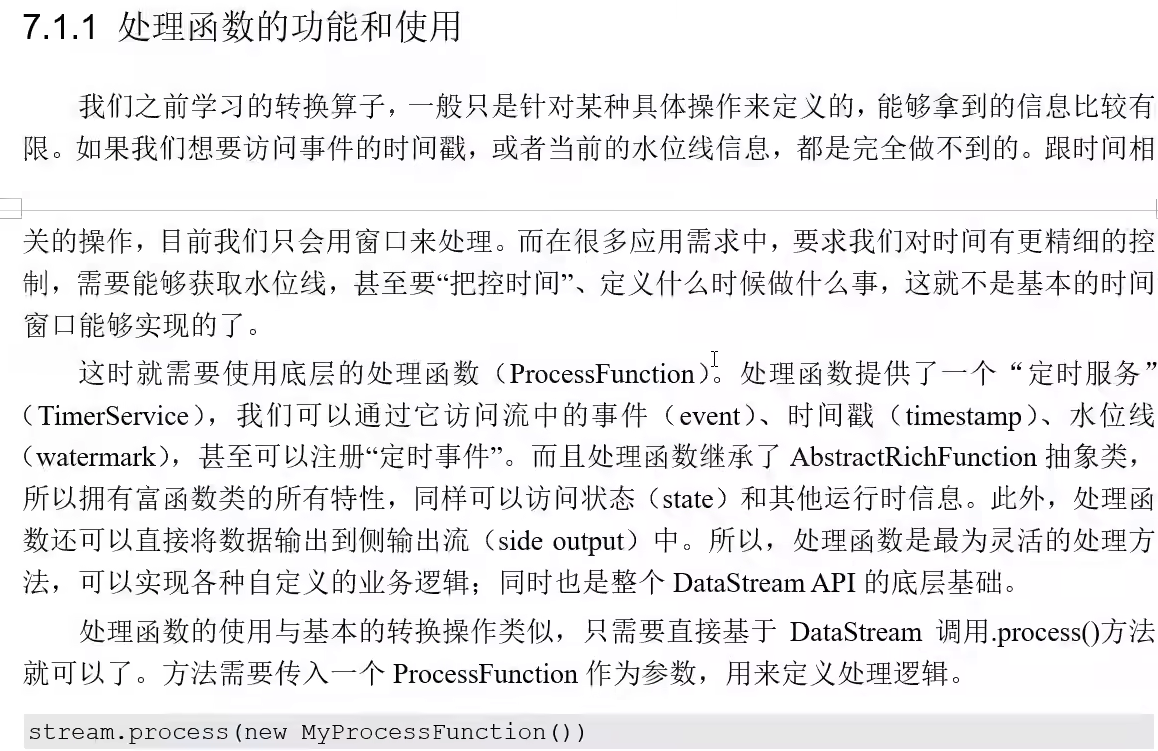 7.1.1 处理函数的功能和使用
我们之前学习的转换算子，一般只是针对某种具体操作来定义的，能够拿到的信息比较有
限。如果我们想要访问事件的时间戳，或者当前的水位线信息，都是完全做不到的。跟时间相
关的操作，目前我们只会用窗口来处理。而在很多应用需求中，要求我们对时间有更精细的控
制，需要能够获取水位线，甚至要“把控时间”、定义什么时候做什么事，这就不是基本的时间
窗口能够实现的了。
这时就需要使用底层的处理函数（ProcessFunction）。处理函数提供了一个“定时服务”
（TimerService），我们可以通过它访问流中的事件（event）、时间戳（timestamp）、水位线
（watermark），甚至可以注册“定时事件”。而且处理函数继承了 AbstractRichFunction 抽象类，
所以拥有富函数类的所有特性，同样可以访问状态（state）和其他运行时信息。此外，处理函
数还可以直接将数据输出到侧输出流（side output）中。所以，处理函数是最为灵活的处理方
法，可以实现各种自定义的业务逻辑；同时也是整个 DataStream API 的底层基础。
处理函数的使用与基本的转换操作类似，只需要直接基于 DataStream 调用.process()方法
就可以了。方法需要传入一个 ProcessFunction 作为参数，用来定义处理逻辑。
stream.process(new MyProcessFunction())